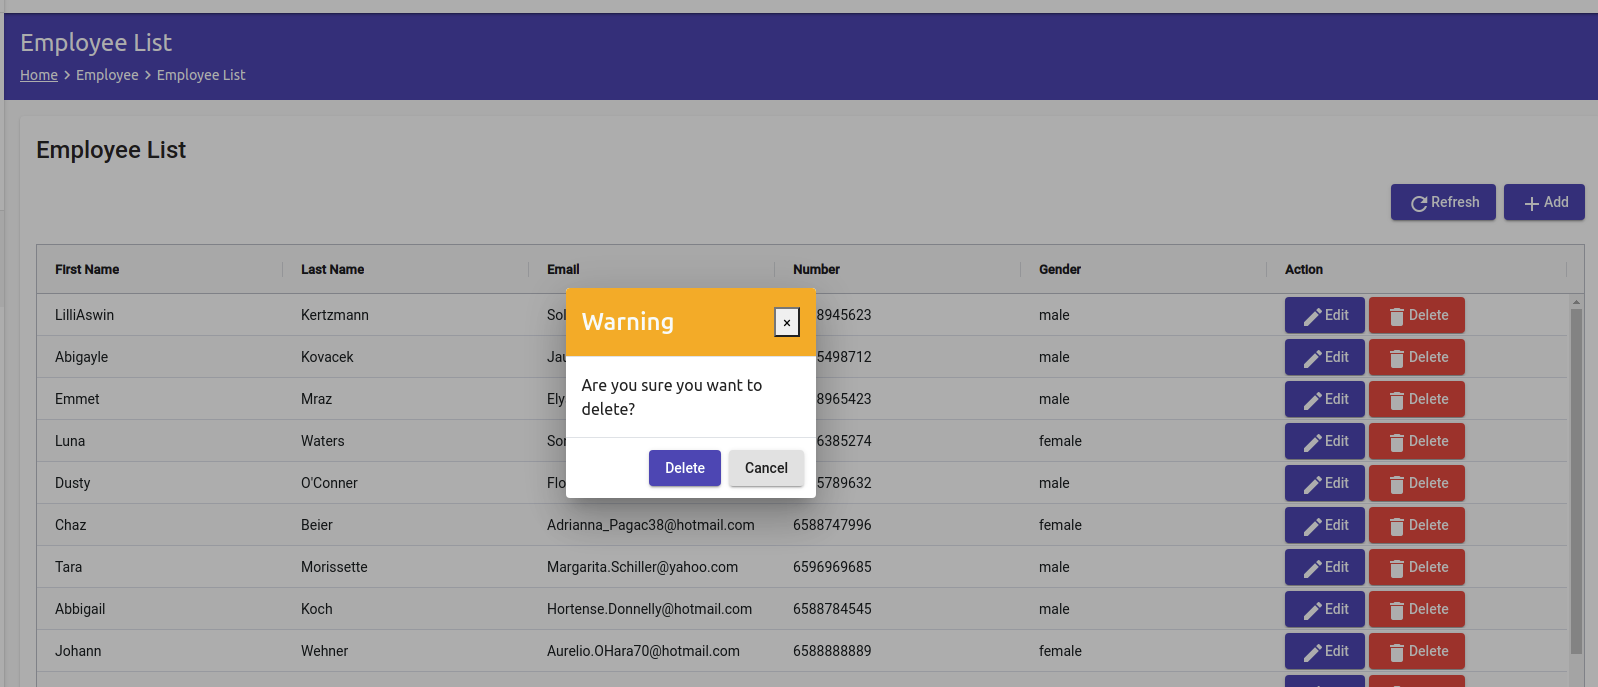 Employee List
Home > Employee > Employee List
Employee List
Refresh Add
First Name Last Name Email Number Gender Action
LilliAswin Kertzmann 8945623 male Edit Delete
Abigayle Kovacek 5498712 male Edit Delete
Emmet Mraz 8965423 male Edit Delete
Luna Waters 6385274 female Edit Delete
Dusty O'Conner 5789632 male Edit Delete
Chaz Beier Adrianna_Pagac38@hotmail.com 6588747996 female Edit Delete
Tara Morissette Margarita.Schiller@yahoo.com 6596969685 male Edit Delete
Abbigail Koch Hortense.Donnelly@hotmail.com 6588784545 male Edit Delete
Johann Wehner Aurelio.OHara70@hotmail.com 6588888889 female Edit Delete
Warning ×
Are you sure you want to
delete?
Delete Cancel